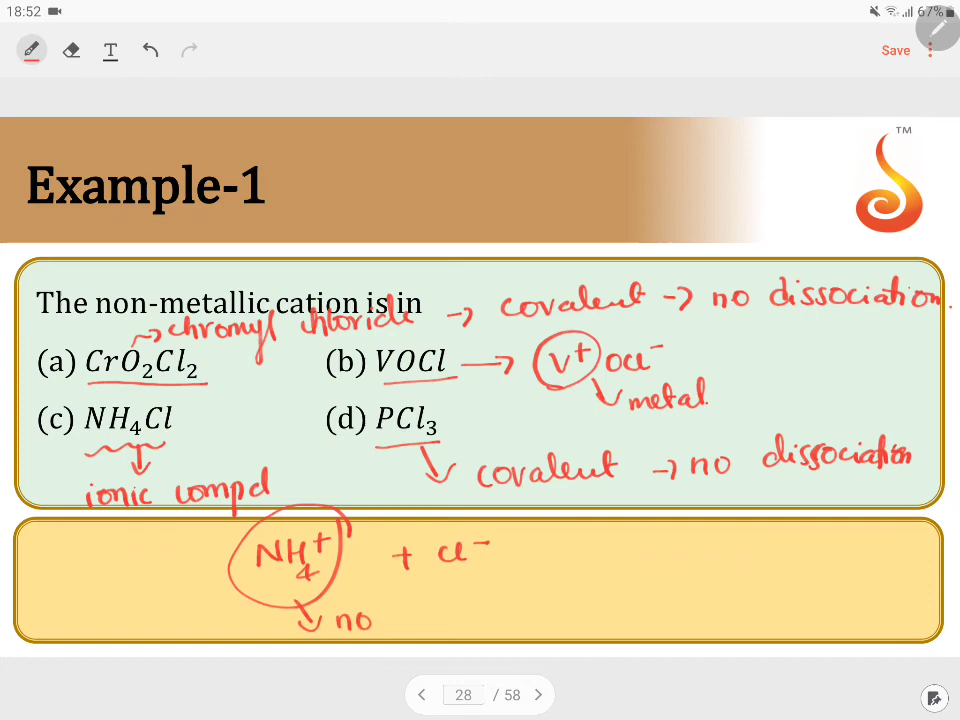 18:52
67%
T
Save
TM
Example-1
The non-metallic cation is in
→ chromyl chloride → covalent → no dissociation.
(a) CrO₂Cl₂ (b) VOCl → V⁺ OCl⁻
→ metal.
(c) NH₄Cl (d) PCl₃
→ covalent → no dissociation
ionic compd
NH₄⁺ + Cl⁻
→ no
28 / 58